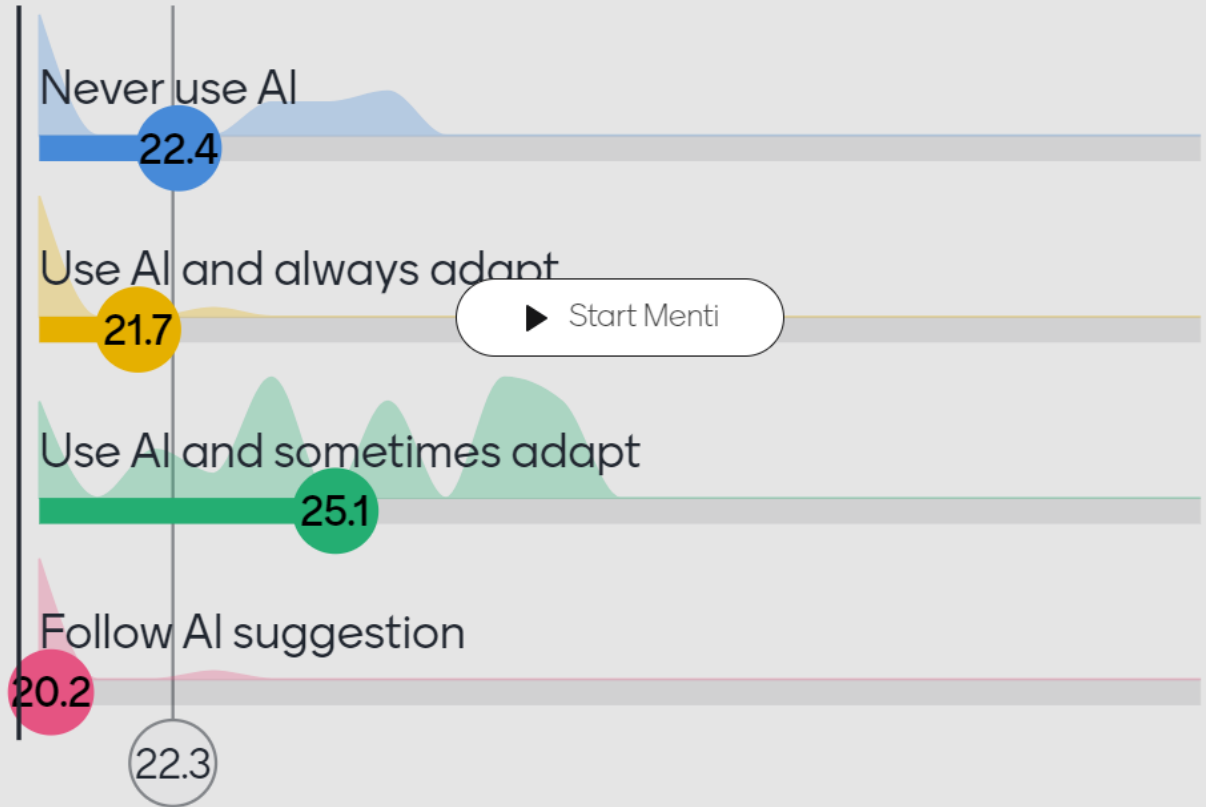 Never use AI
22.4
Use AI and always adapt
21.7
Start Menti
Use AI and sometimes adapt
25.1
Follow AI suggestion
20.2
22.3